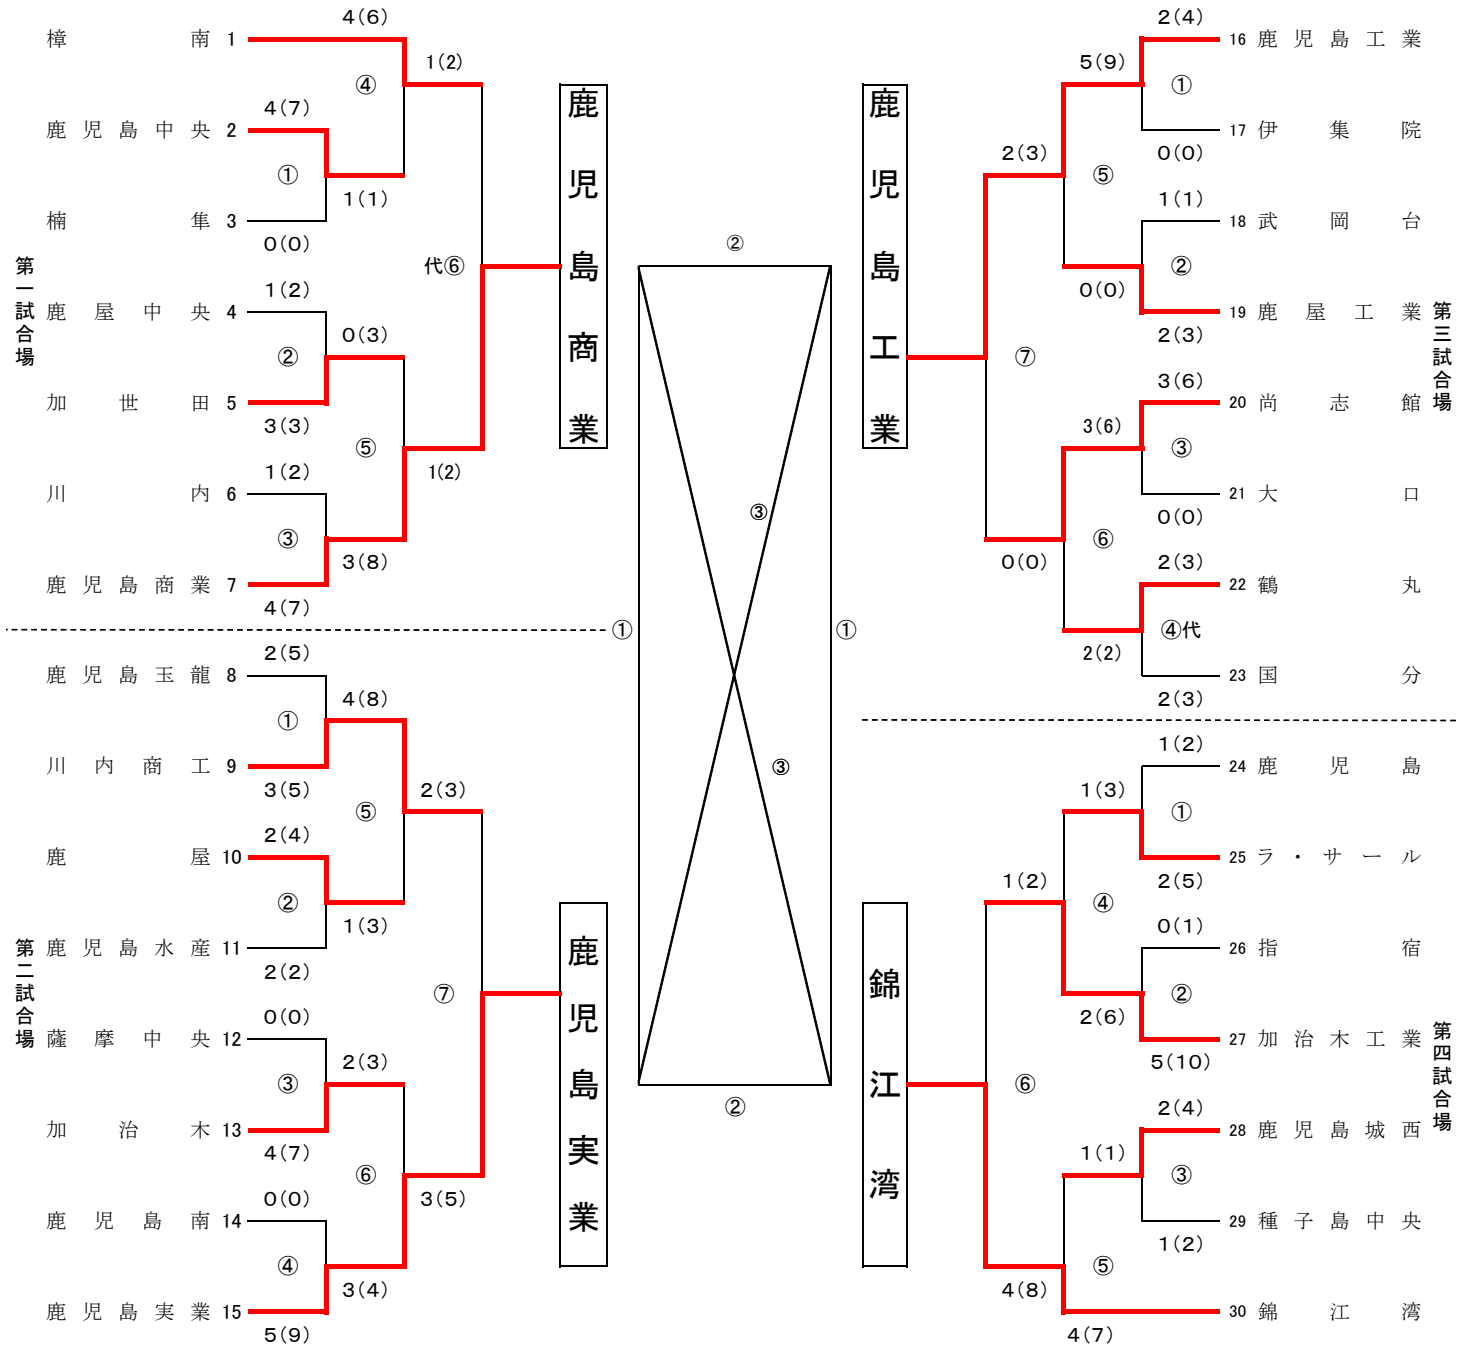 第一試合場
4(6)
樟南 1
1(2)
④
4(7)
鹿児島中央 2
①
1(1)
楠隼 3
0(0)
代⑥
1(2)
鹿屋中央 4
0(3)
②
加世田 5
3(3)
⑤
1(2)
1(2)
川内 6
③
3(8)
鹿児島商業 7
4(7)
鹿児島商業
第二試合場
2(5)
鹿児島玉龍 8
4(8)
①
川内商工 9
3(5)
⑤
2(3)
2(4)
鹿屋 10
②
1(3)
鹿児島水産 11
2(2)
⑦
0(0)
薩摩中央 12
2(3)
③
加治木 13
4(7)
⑥
3(5)
0(0)
鹿児島南 14
④
3(4)
鹿児島実業 15
5(9)
鹿児島実業
②
③
①
①
③
②
鹿児島工業
第三試合場
2(4)
16 鹿児島工業
5(9)
①
17 伊集院
0(0)
2(3)
⑤
1(1)
18 武岡台
②
0(0)
19 鹿屋工業
2(3)
⑦
3(6)
20 尚志館
3(6)
③
21 大口
0(0)
⑥
0(0)
2(3)
22 鶴丸
④代
2(2)
23 国分
2(3)
錦江湾
第四試合場
1(2)
24 鹿児島
1(3)
①
25 ラ・サール
2(5)
1(2)
④
0(1)
26 指宿
②
2(6)
27 加治木工業
5(10)
⑥
2(4)
28 鹿児島城西
1(1)
③
29 種子島中央
1(2)
⑤
4(8)
30 錦江湾
4(7)